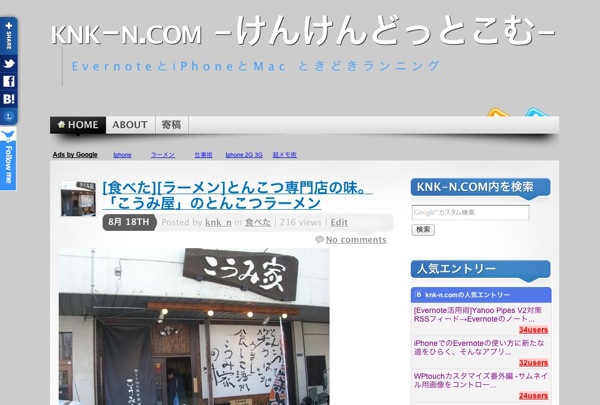 KNK-N.COM -けんけんどっとこむ-
EvernoteとiPhoneとMac ときどきランニング
SHARE
B!
Follow me
HOME ABOUT 寄稿
Ads by Google Iphone ラーメン 仕事術 Iphone 2G 3G 超メモ術
[食べた][ラーメン]とんこつ専門店の味。
「こうみ屋」のとんこつラーメン
8月 18TH Posted by knk_n in 食べた | 216 views | Edit
No comments
こうみ家
KNK-N.COM内を検索
Google カスタム検索
検索
人気エントリー
B knk-n.comの人気エントリー
[Evernote活用術]Yahoo Pipes V2対策
RSSフィード→Evernoteのノート...
34users
iPhoneでのEvernoteの使い方に新たな
道をひらく、そんなアプリ...
32users
WPtouchカスタマイズ番外編 -サムネイ
ル用画像をコントロー...
24users